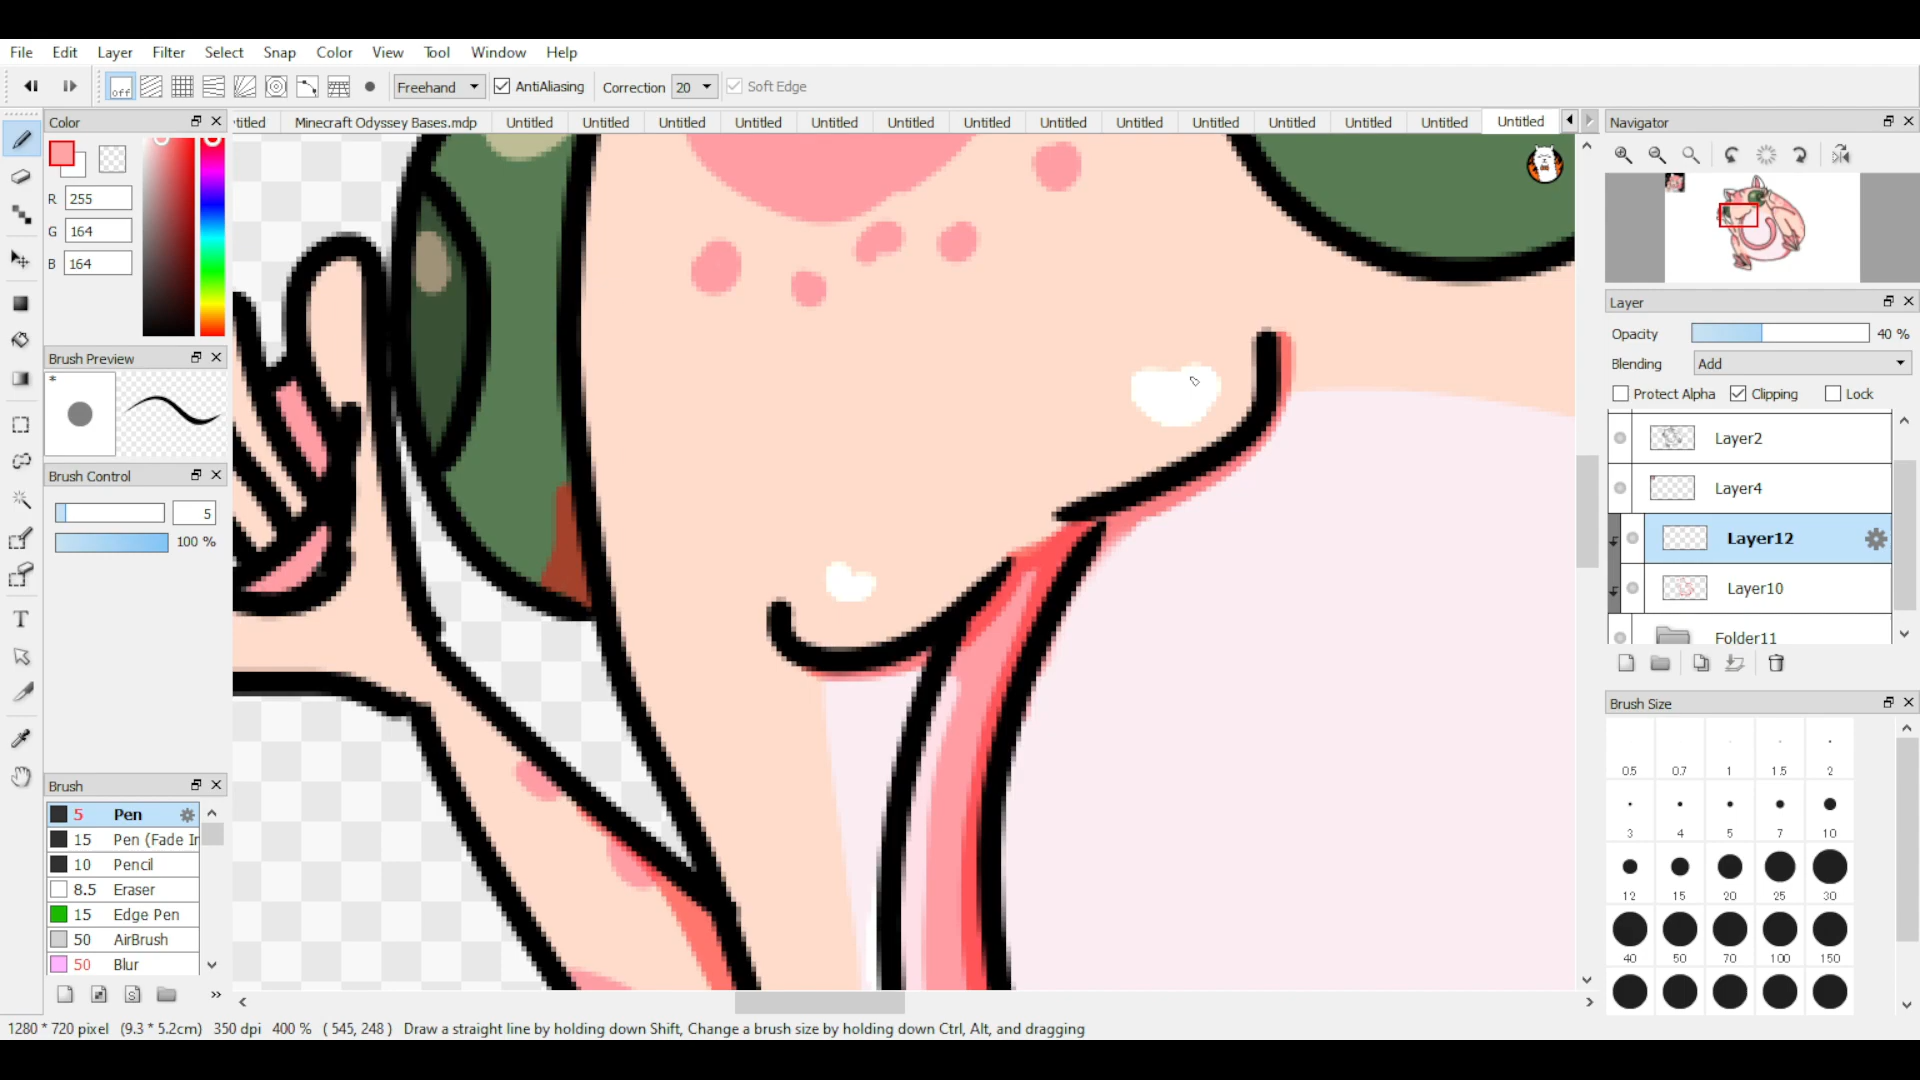 File Edit Layer Filter Select Snap Color View Tool Window Help
off Freehand AntiAliasing Correction 20 Soft Edge
Color
R 255
G 164
B 164
Brush Preview
*
Brush Control
5
100 %
Brush
5 Pen
15 Pen (Fade Ir
10 Pencil
8.5 Eraser
15 Edge Pen
50 AirBrush
50 Blur
titled Minecraft Odyssey Bases.mdp Untitled Untitled Untitled Untitled Untitled Untitled Untitled Untitled Untitled Untitled Untitled Untitled Untitled Untitled
Navigator
Layer
Opacity 40 %
Blending Add
Protect Alpha Clipping Lock
Layer2
Layer4
Layer12
Layer10
Folder11
Brush Size
0.5 0.7 1 1.5 2
3 4 5 7 10
12 15 20 25 30
40 50 70 100 150
1280 * 720 pixel (9.3 * 5.2cm) 350 dpi 400 % ( 545, 248 ) Draw a straight line by holding down Shift, Change a brush size by holding down Ctrl, Alt, and dragging